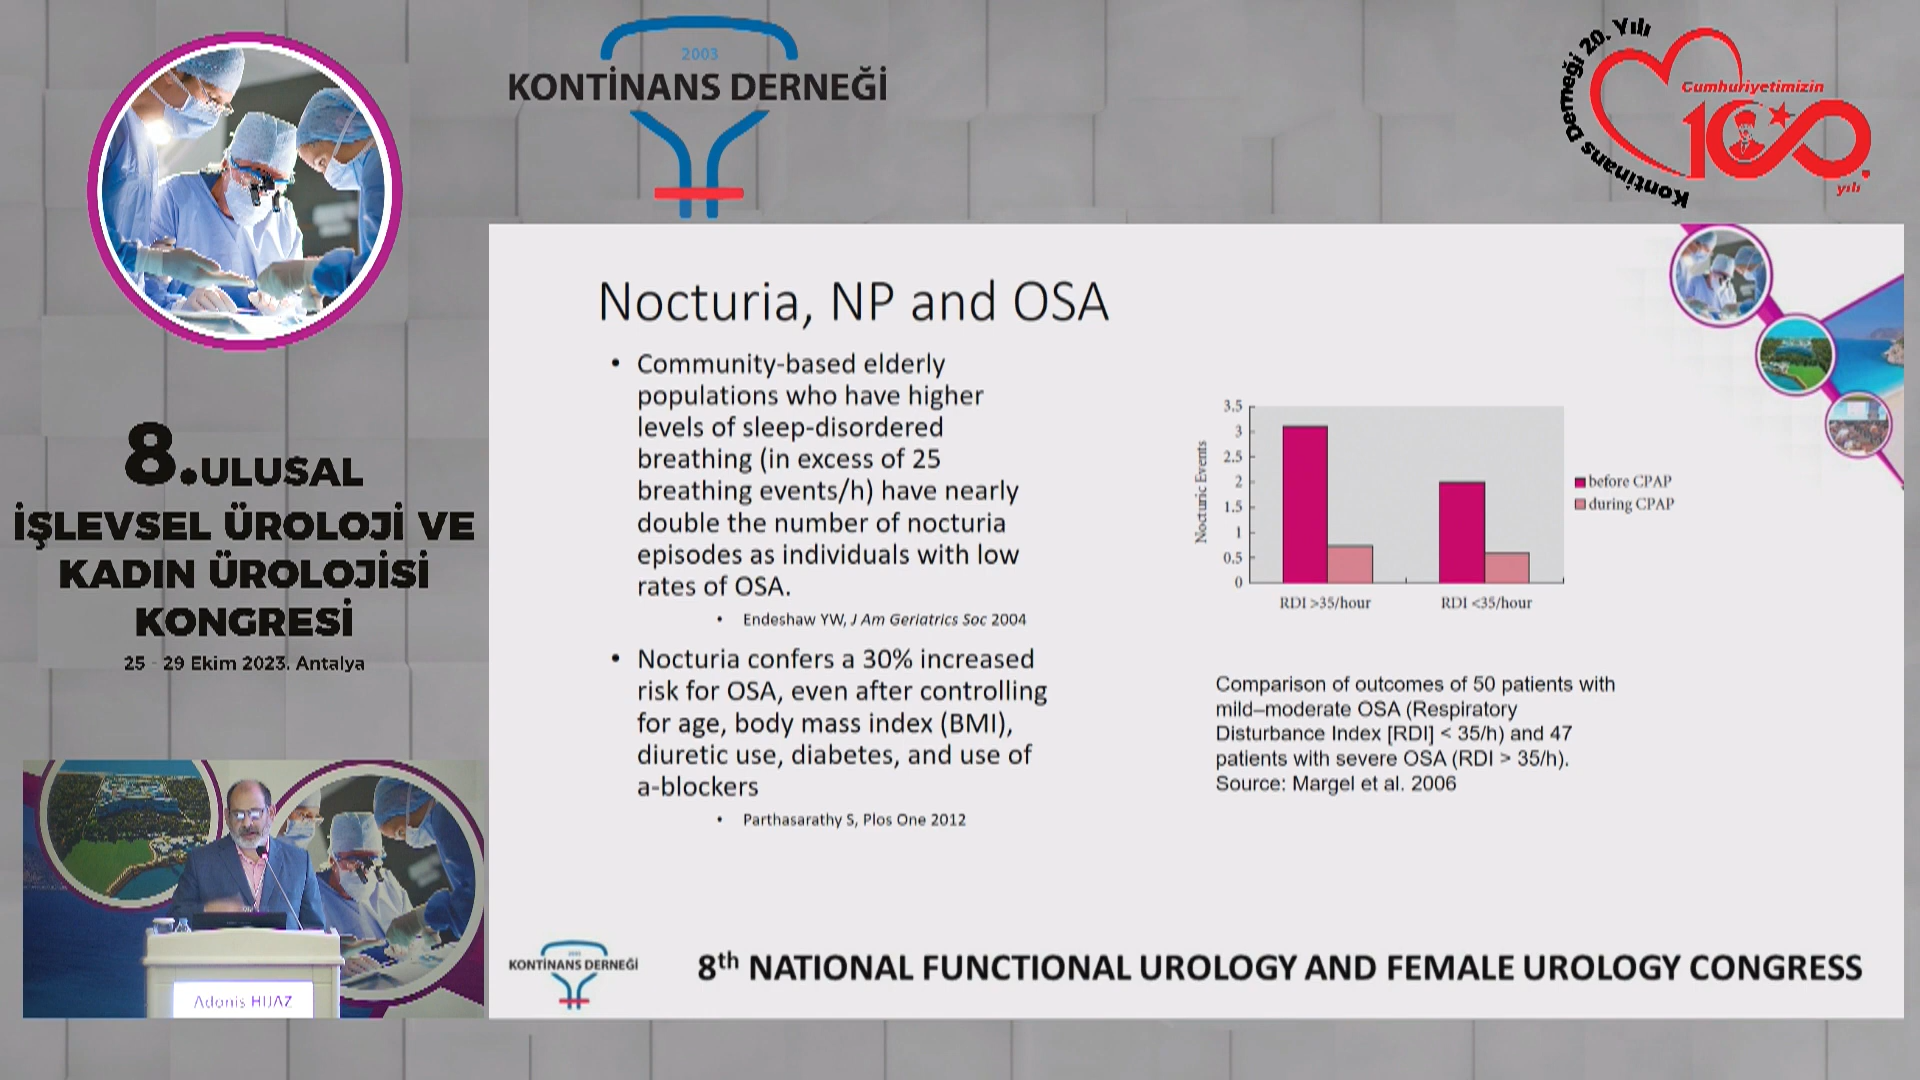 2003
KONTİNANS DERNEĞİ
Kontinans Derneği 20. Yılı
Cumhuriyetimizin
100.
yılı
8.ULUSAL
İŞLEVSEL ÜROLOJİ VE
KADIN ÜROLOJİSİ
KONGRESİ
25 - 29 Ekim 2023. Antalya
Adonis HIJAZ
Nocturia, NP and OSA
• Community-based elderly
populations who have higher
levels of sleep-disordered
breathing (in excess of 25
breathing events/h) have nearly
double the number of nocturia
episodes as individuals with low
rates of OSA.
• Endeshaw YW, J Am Geriatrics Soc 2004
• Nocturia confers a 30% increased
risk for OSA, even after controlling
for age, body mass index (BMI),
diuretic use, diabetes, and use of
a-blockers
• Parthasarathy S, Plos One 2012
Nocturic Events
3.5
3
2.5
2
1.5
1
0.5
0
RDI >35/hour RDI <35/hour
before CPAP
during CPAP
Comparison of outcomes of 50 patients with
mild–moderate OSA (Respiratory
Disturbance Index [RDI] < 35/h) and 47
patients with severe OSA (RDI > 35/h).
Source: Margel et al. 2006
KONTİNANS DERNEĞİ
8th NATIONAL FUNCTIONAL UROLOGY AND FEMALE UROLOGY CONGRESS